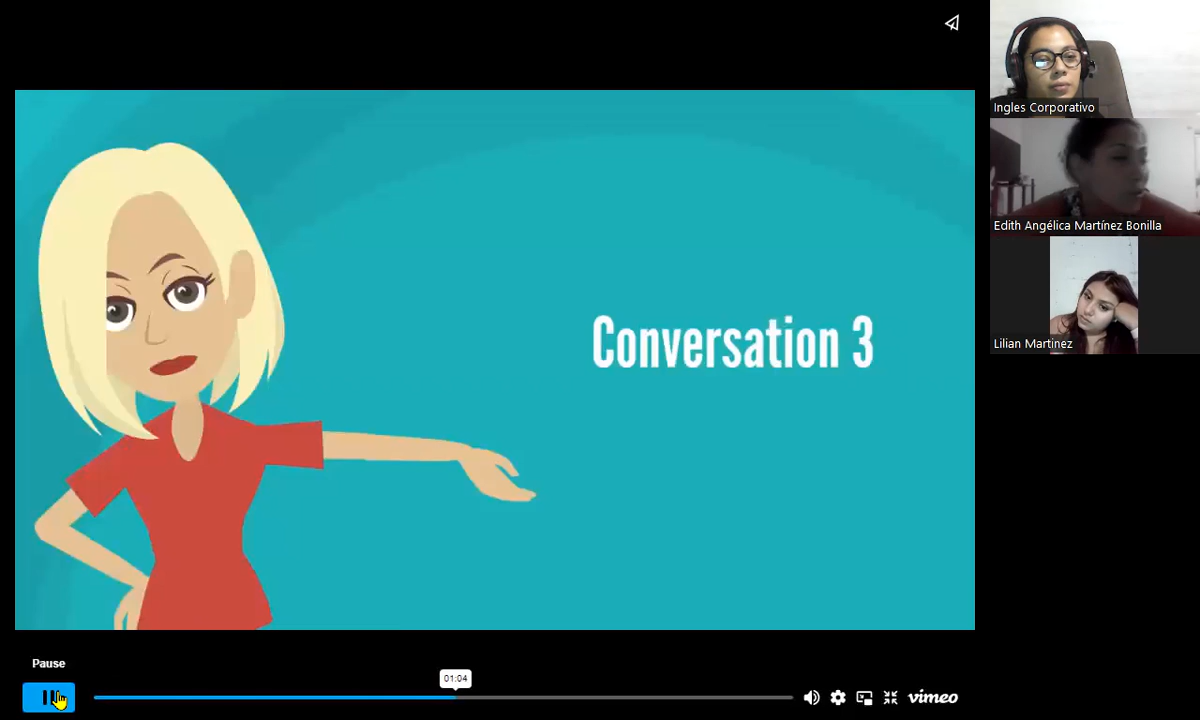 Ingles Corporativo
Edith Angélica Martínez Bonilla
Lilian Martinez
Conversation 3
Pause
01:04
vimeo